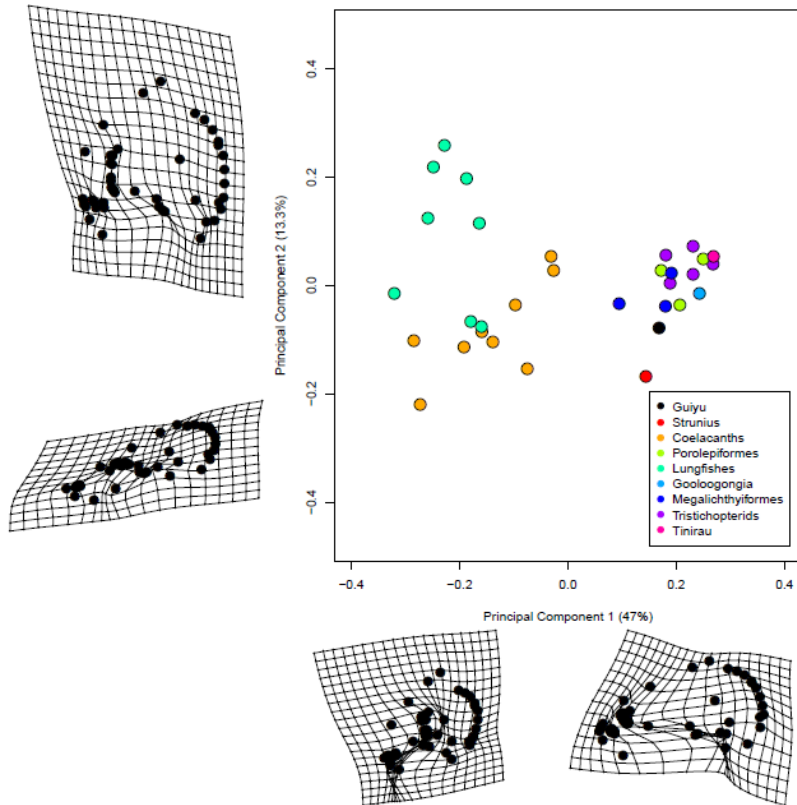 0.4
0.2
0.0
−0.2
−0.4
Principal Component 2 (13.3%)
Guiyu
Strunius
Coelacanths
Porolepiformes
Lungfishes
Gooloogongia
Megalichthyiformes
Tristichopterids
Tinirau
−0.4 −0.2 0.0 0.2 0.4
Principal Component 1 (47%)